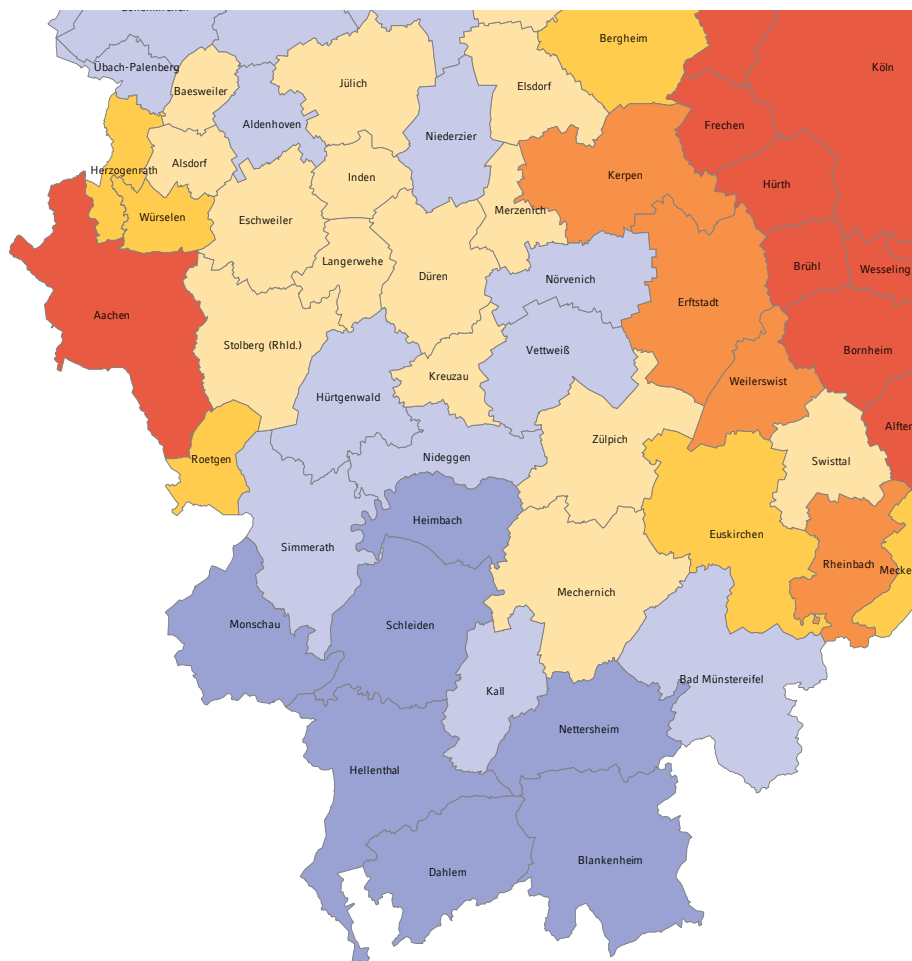 Bergheim
Köln
Übach-Palenberg
Baesweiler
Jülich
Elsdorf
Aldenhoven
Niederzier
Frechen
Alsdorf
Herzogenrath
Inden
Kerpen
Hürth
Würselen
Eschweiler
Merzenich
Langerwehe
Düren
Nörvenich
Brühl
Wesseling
Aachen
Erftstadt
Stolberg (Rhld.)
Vettweiß
Bornheim
Kreuzau
Weilerswist
Hürtgenwald
Alfter
Zülpich
Nideggen
Roetgen
Swisttal
Heimbach
Simmerath
Euskirchen
Rheinbach
Mecke
Mechernich
Monschau
Schleiden
Kall
Bad Münstereifel
Nettersheim
Hellenthal
Blankenheim
Dahlem